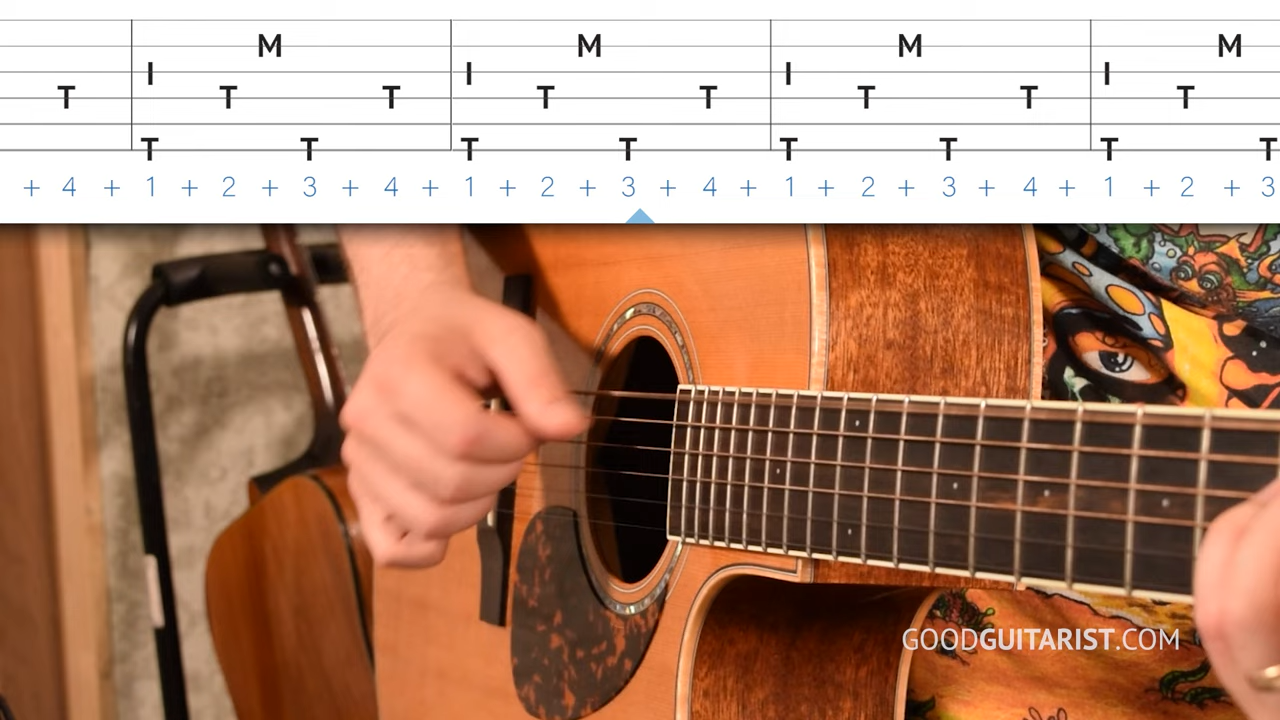 M M M M
I I I I
T T T T T T T
T T T T T T T T
+ 4 + 1 + 2 + 3 + 4 + 1 + 2 + 3 + 4 + 1 + 2 + 3 + 4 + 1 + 2 + 3
GOODGUITARIST.COM